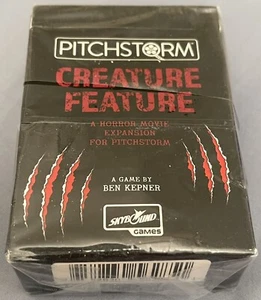 PITCHSTORM
CREATURE
FEATURE
A HORROR MOVIE
EXPANSION
FOR PITCHSTORM
A GAME BY
BEN KEPNER
SKYBOUND
games